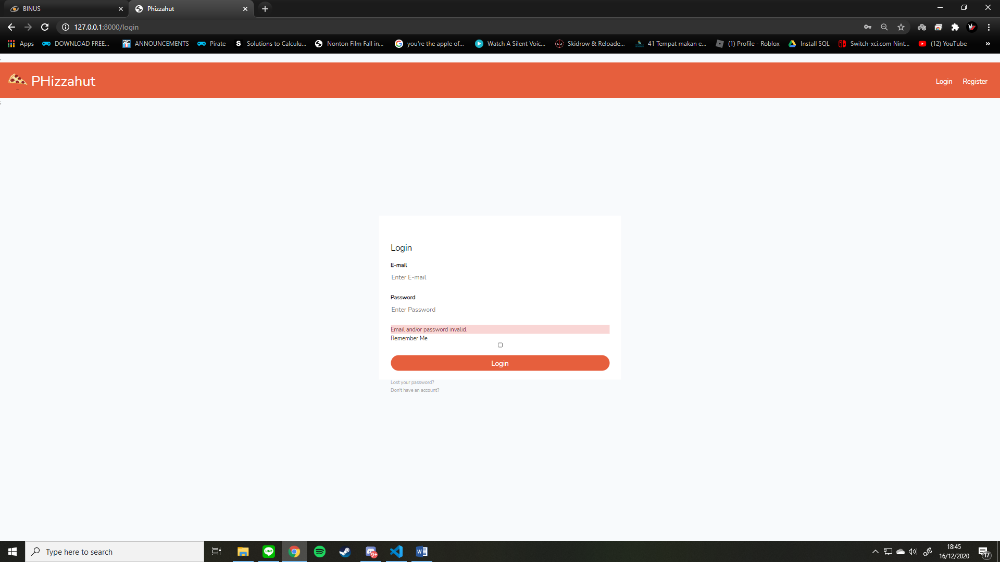 BINUS
Phizzahut
127.0.0.1:8000/login
Apps
DOWNLOAD FREE...
ANNOUNCEMENTS
Pirate
Solutions to Calculu...
Nonton Film Fall in...
you're the apple of...
Watch A Silent Voic...
Skidrow & Reloade...
41 Tempat makan e...
(1) Profile - Roblox
Install SQL
Switch-xci.com Nint...
(12) YouTube
»
;
PHizzahut
Login
Register
;
Login
E-mail
Enter E-mail
Password
Enter Password
Email and/or password invalid.
Remember Me
Login
Lost your password?
Don't have an account?
Type here to search
9+
18:45
16/12/2020
17